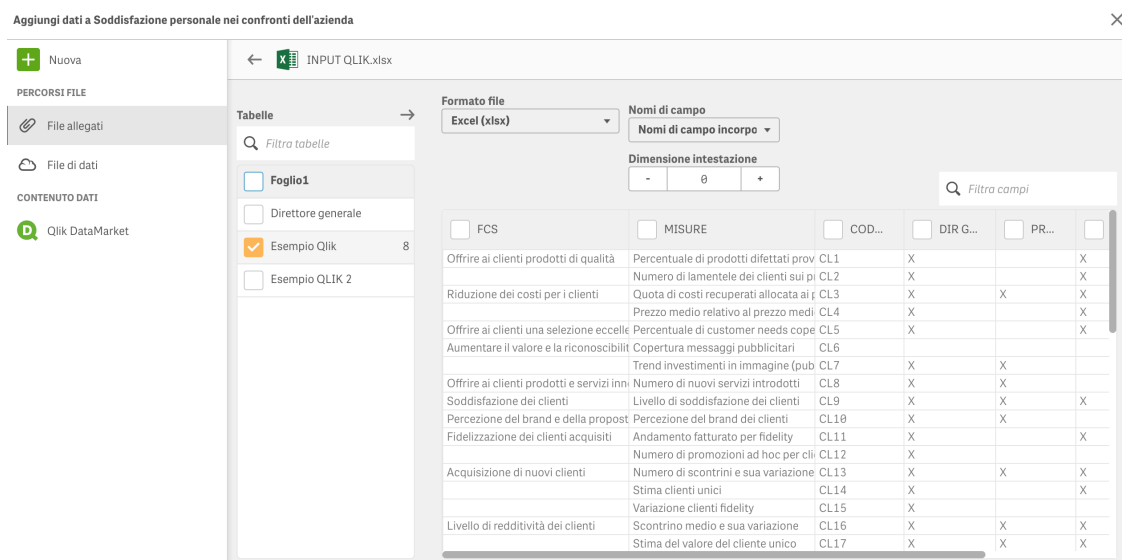 Aggiungi dati a Soddisfazione personale nei confronti dell'azienda
Nuova
PERCORSI FILE
File allegati
File di dati
CONTENUTO DATI
Qlik DataMarket
INPUT QLIK.xlsx
Tabelle
Filtra tabelle
Foglio1
Direttore generale
Esempio Qlik 8
Esempio QLIK 2
Formato file
Excel (xlsx)
Nomi di campo
Nomi di campo incorpo
Dimensione intestazione
- 0 +
Filtra campi
FCS MISURE COD... DIR G... PR...
Offrire ai clienti prodotti di qualità Percentuale di prodotti difettati prov CL1 X X
Numero di lamentele dei clienti sui pr CL2 X X
Riduzione dei costi per i clienti Quota di costi recuperati allocata ai p CL3 X X X
Prezzo medio relativo al prezzo medi CL4 X X
Offrire ai clienti una selezione eccelle Percentuale di customer needs cope CL5 X X
Aumentare il valore e la riconoscibilit Copertura messaggi pubblicitari CL6
Trend investimenti in immagine (pub CL7 X X
Offrire ai clienti prodotti e servizi inn Numero di nuovi servizi introdotti CL8 X X
Soddisfazione dei clienti Livello di soddisfazione dei clienti CL9 X X X
Percezione del brand e della propost Percezione del brand dei clienti CL10 X X
Fidelizzazione dei clienti acquisiti Andamento fatturato per fidelity CL11 X X
Numero di promozioni ad hoc per cli CL12 X
Acquisizione di nuovi clienti Numero di scontrini e sua variazione CL13 X X X
Stima clienti unici CL14 X X
Variazione clienti fidelity CL15 X
Livello di redditività dei clienti Scontrino medio e sua variazione CL16 X X X
Stima del valore del cliente unico CL17 X X X